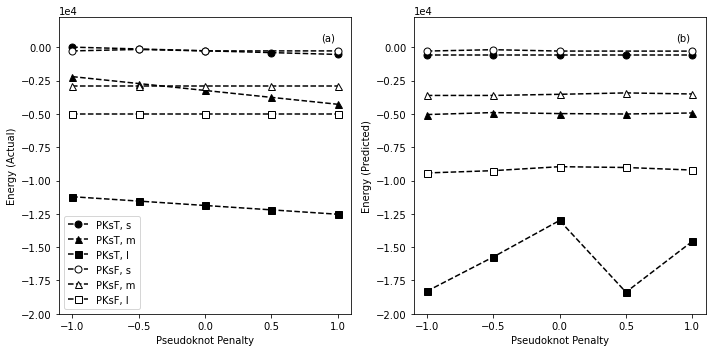 1e4
(a)
0.00
−0.25
−0.50
−0.75
−1.00
−1.25
−1.50
−1.75
−2.00
Energy (Actual)
PKsT, s
PKsT, m
PKsT, l
PKsF, s
PKsF, m
PKsF, l
−1.0 −0.5 0.0 0.5 1.0
Pseudoknot Penalty
1e4
(b)
0.00
−0.25
−0.50
−0.75
−1.00
−1.25
−1.50
−1.75
−2.00
Energy (Predicted)
−1.0 −0.5 0.0 0.5 1.0
Pseudoknot Penalty